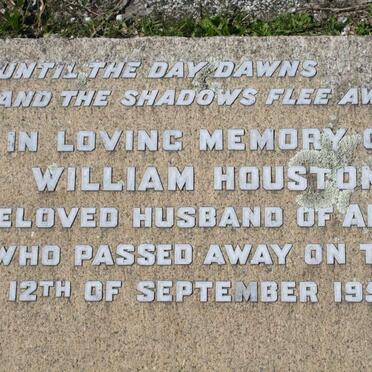 UNTIL THE DAY DAWNS
AND THE SHADOWS FLEE
IN LOVING MEMORY
WILLIAM HOUSTON
BELOVED HUSBAND OF
WHO PASSED AWAY ON
12TH OF SEPTEMBER